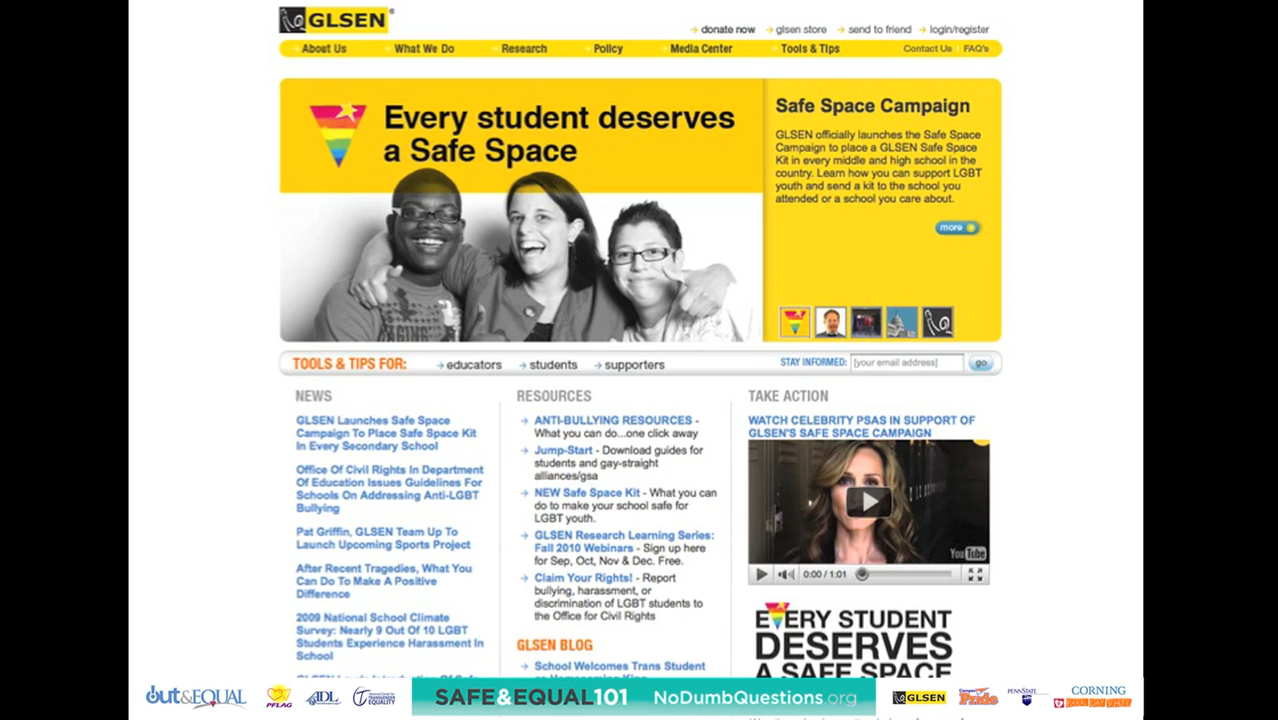 GLSEN®
donate now
glsen store
send to friend
login/register
About Us
What We Do
Research
Policy
Media Center
Tools & Tips
Contact Us
FAQ's
Every student deserves
a Safe Space
Safe Space Campaign
GLSEN officially launches the Safe Space
Campaign to place a GLSEN Safe Space
Kit in every middle and high school in the
country. Learn how you can support LGBT
youth and send a kit to the school you
attended or a school you care about.
more
TOOLS & TIPS FOR:
educators
students
supporters
STAY INFORMED:
[your email address]
go
NEWS
GLSEN Launches Safe Space
Campaign To Place Safe Space Kit
In Every Secondary School
Office Of Civil Rights In Department
Of Education Issues Guidelines For
Schools On Addressing Anti-LGBT
Bullying
Pat Griffin, GLSEN Team Up To
Launch Upcoming Sports Project
After Recent Tragedies, What You
Can Do To Make A Positive
Difference
2009 National School Climate
Survey: Nearly 9 Out Of 10 LGBT
Students Experience Harassment In
School
RESOURCES
ANTI-BULLYING RESOURCES -
What you can do...one click away
Jump-Start - Download guides for
students and gay-straight
alliances/gsa
NEW Safe Space Kit - What you can
do to make your school safe for
LGBT youth.
GLSEN Research Learning Series:
Fall 2010 Webinars - Sign up here
for Sep, Oct, Nov & Dec. Free.
Claim Your Rights! - Report
bullying, harassment, or
discrimination of LGBT students to
the Office for Civil Rights
GLSEN BLOG
School Welcomes Trans Student
TAKE ACTION
WATCH CELEBRITY PSAS IN SUPPORT OF
GLSEN'S SAFE SPACE CAMPAIGN
YouTube
0:00 / 1:01
EVERY STUDENT
DESERVES
A SAFE SPACE
Out&EQUAL
PFLAG
ADL
National Center for
TRANSGENDER
EQUALITY
SAFE&EQUAL101
NoDumbQuestions.org
GLSEN
Campus
Pride
PENNSTATE
CORNING